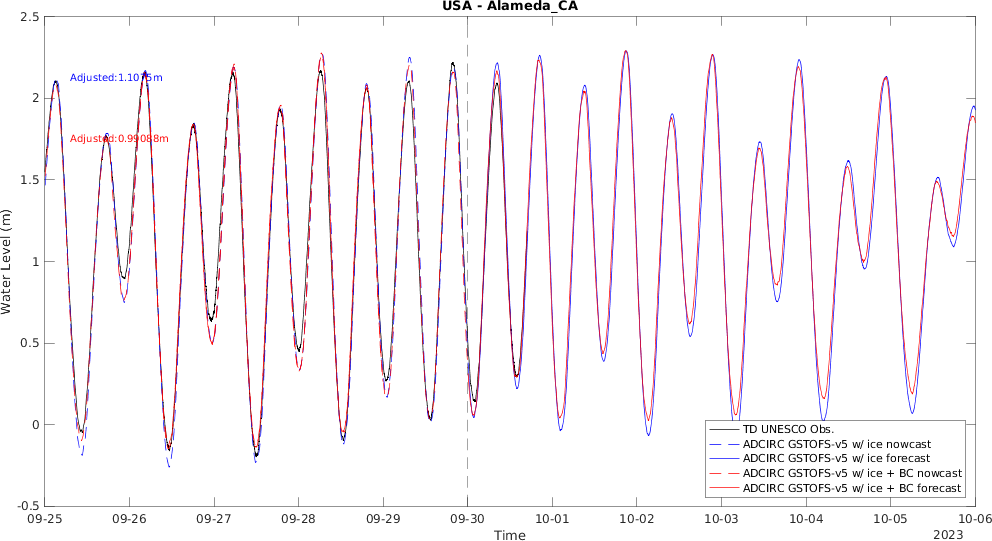 USA - Alameda_CA
2.5
2
1.5
1
0.5
0
-0.5
Water Level (m)
Adjusted:1.1075m
Adjusted:0.99088m
TD UNESCO Obs.
ADCIRC GSTOFS-v5 w/ ice nowcast
ADCIRC GSTOFS-v5 w/ ice forecast
ADCIRC GSTOFS-v5 w/ ice + BC nowcast
ADCIRC GSTOFS-v5 w/ ice + BC forecast
09-25 09-26 09-27 09-28 09-29 09-30 10-01 10-02 10-03 10-04 10-05 10-06
Time
2023